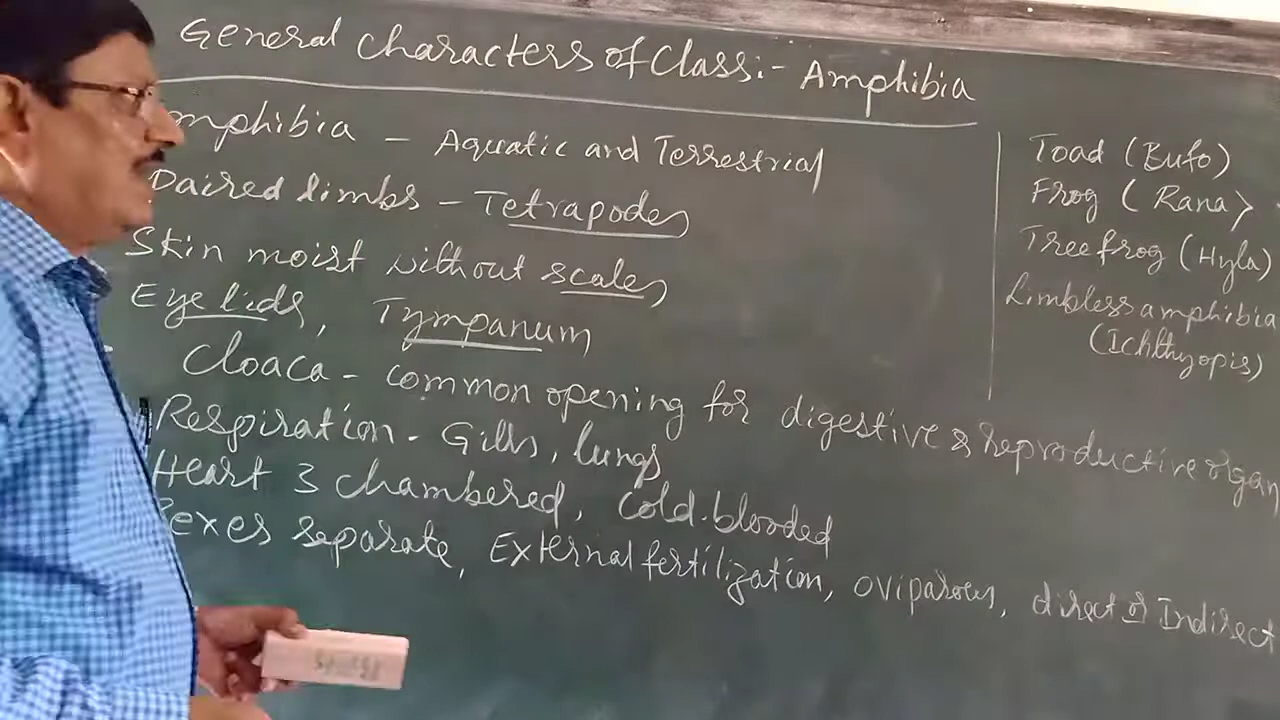 General characters of Class:- Amphibia
mphibia - Aquatic and Terrestrial
Paired limbs - Tetrapodes
Skin moist without scales,
Eye lids, Tympanum
Cloaca - common opening for digestive & reproductive organ
Respiration - Gills, lungs
Heart 3 chambered, Cold-blooded
exes separate, External fertilization, oviparous, direct or Indirect
Toad (Bufo)
Frog (Rana)
Tree frog (Hyla)
Limbless amphibia
(Ichthyopis)